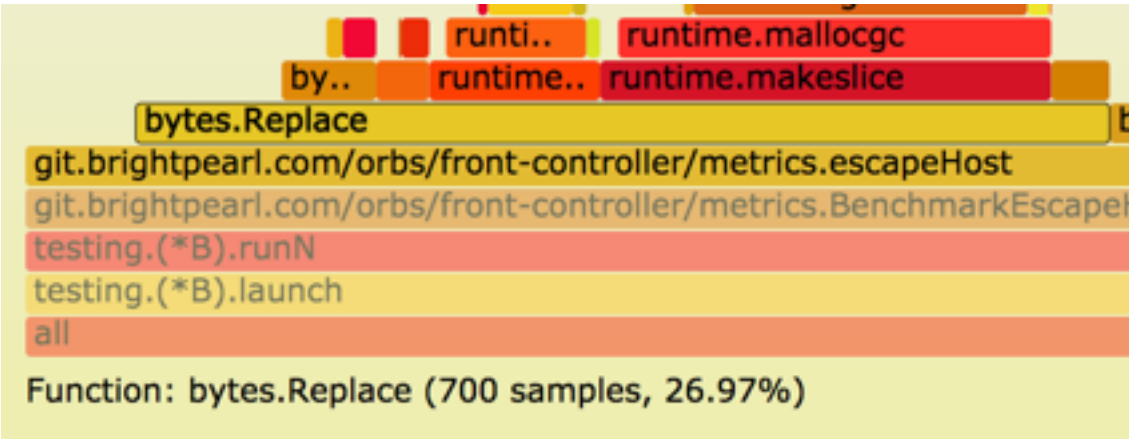 runti.. runtime.mallocgc
by.. runtime.. runtime.makeslice
bytes.Replace b
git.brightpearl.com/orbs/front-controller/metrics.escapeHost
git.brightpearl.com/orbs/front-controller/metrics.BenchmarkEscapeH
testing.(*B).runN
testing.(*B).launch
all
Function: bytes.Replace (700 samples, 26.97%)